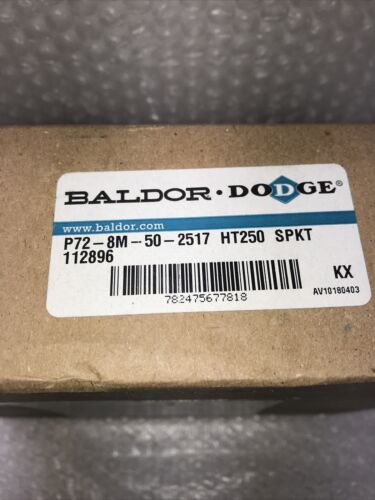 BALDOR · DODGE®
www.baldor.com
P72-8M-50-2517 HT250 SPKT
112896
KX
782475677818
AV10180403